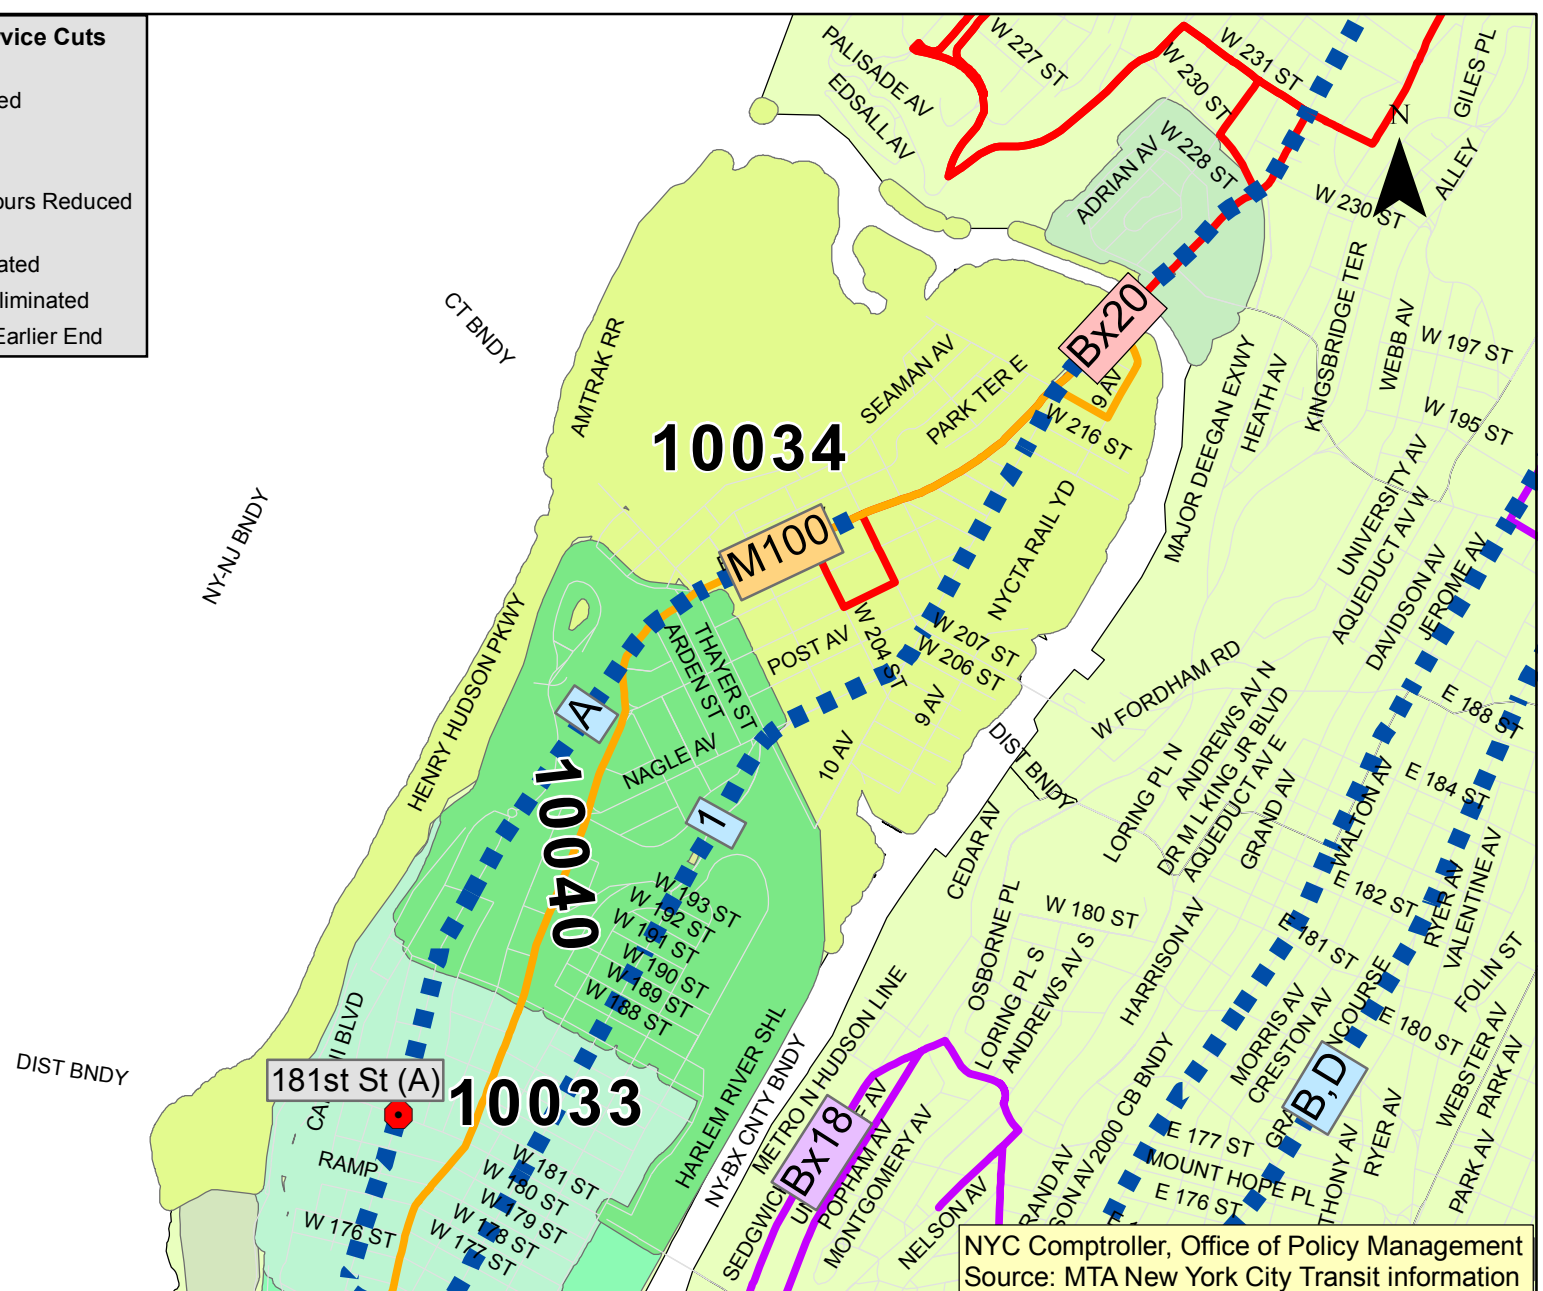 rvice Cuts
ed
ours Reduced
ated
liminated
Earlier End
W 227 ST
PALISADE AV
EDSALL AV
W 231 ST
W 230 ST
GILES PL
N
W 228 ST
ADRIAN AV
ALLEY
W 230 ST
CT BNDY
AMTRAK RR
Bx20
KINGSBRIDGE TER
WEBB AV
W 197 ST
SEAMAN AV
PARK TER E
9 AV
MAJOR DEEGAN EXWY
HEATH AV
W 195 ST
10034
W 216 ST
UNIVERSITY AV
AQUEDUCT AV W
NY-NJ BNDY
M100
NYCTA RAIL YD
DAVIDSON AV
JEROME AV
HENRY HUDSON PKWY
THAYER ST
ARDEN ST
POST AV
W 204 ST
W 207 ST
W 206 ST
W FORDHAM RD
A
9 AV
E 188 ST
NAGLE AV
10 AV
DIST BNDY
ANDREWS AV N
LORING PL N
DR M L KING JR BLVD
AQUEDUCT AV E
GRAND AV
WALTON AV
E 184 ST
10040
1
CEDAR AV
W 193 ST
W 192 ST
W 191 ST
W 190 ST
W 189 ST
W 188 ST
OSBORNE PL
W 180 ST
E 182 ST
RYER AV
VALENTINE AV
E 181 ST
HARRISON AV
LORING PL S
ANDREWS AV S
FOLIN ST
DIST BNDY
181st St (A)
10033
HARLEM RIVER SHL
NY-BX CNTY BNDY
METRO N HUDSON LINE
MORRIS AV
CRESTON AV
NCOURSE
E 180 ST
WEBSTER AV
PARK AV
B,D
Bx18
POPHAM AV
MONTGOMERY AV
NELSON AV
2000 CB BNDY
E 177 ST
MOUNT HOPE PL
E 176 ST
THONY AV
RYER AV
PARK AV
RAMP
W 176 ST
W 181 ST
W 180 ST
W 179 ST
W 178 ST
W 177 ST
NYC Comptroller, Office of Policy Management
Source: MTA New York City Transit information